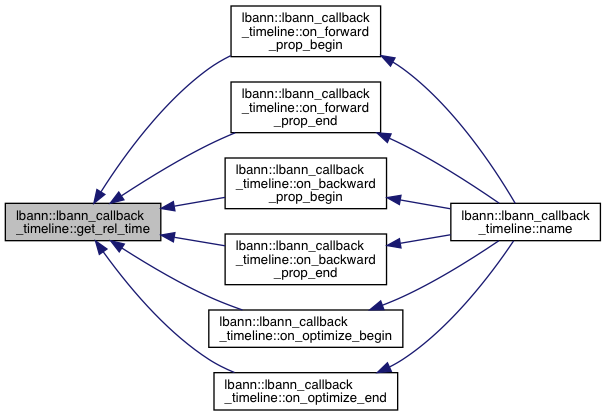 lbann::lbann_callback
_timeline::on_forward
_prop_begin
lbann::lbann_callback
_timeline::on_forward
_prop_end
lbann::lbann_callback
_timeline::on_backward
_prop_begin
lbann::lbann_callback
_timeline::get_rel_time
lbann::lbann_callback
_timeline::name
lbann::lbann_callback
_timeline::on_backward
_prop_end
lbann::lbann_callback
_timeline::on_optimize_begin
lbann::lbann_callback
_timeline::on_optimize_end